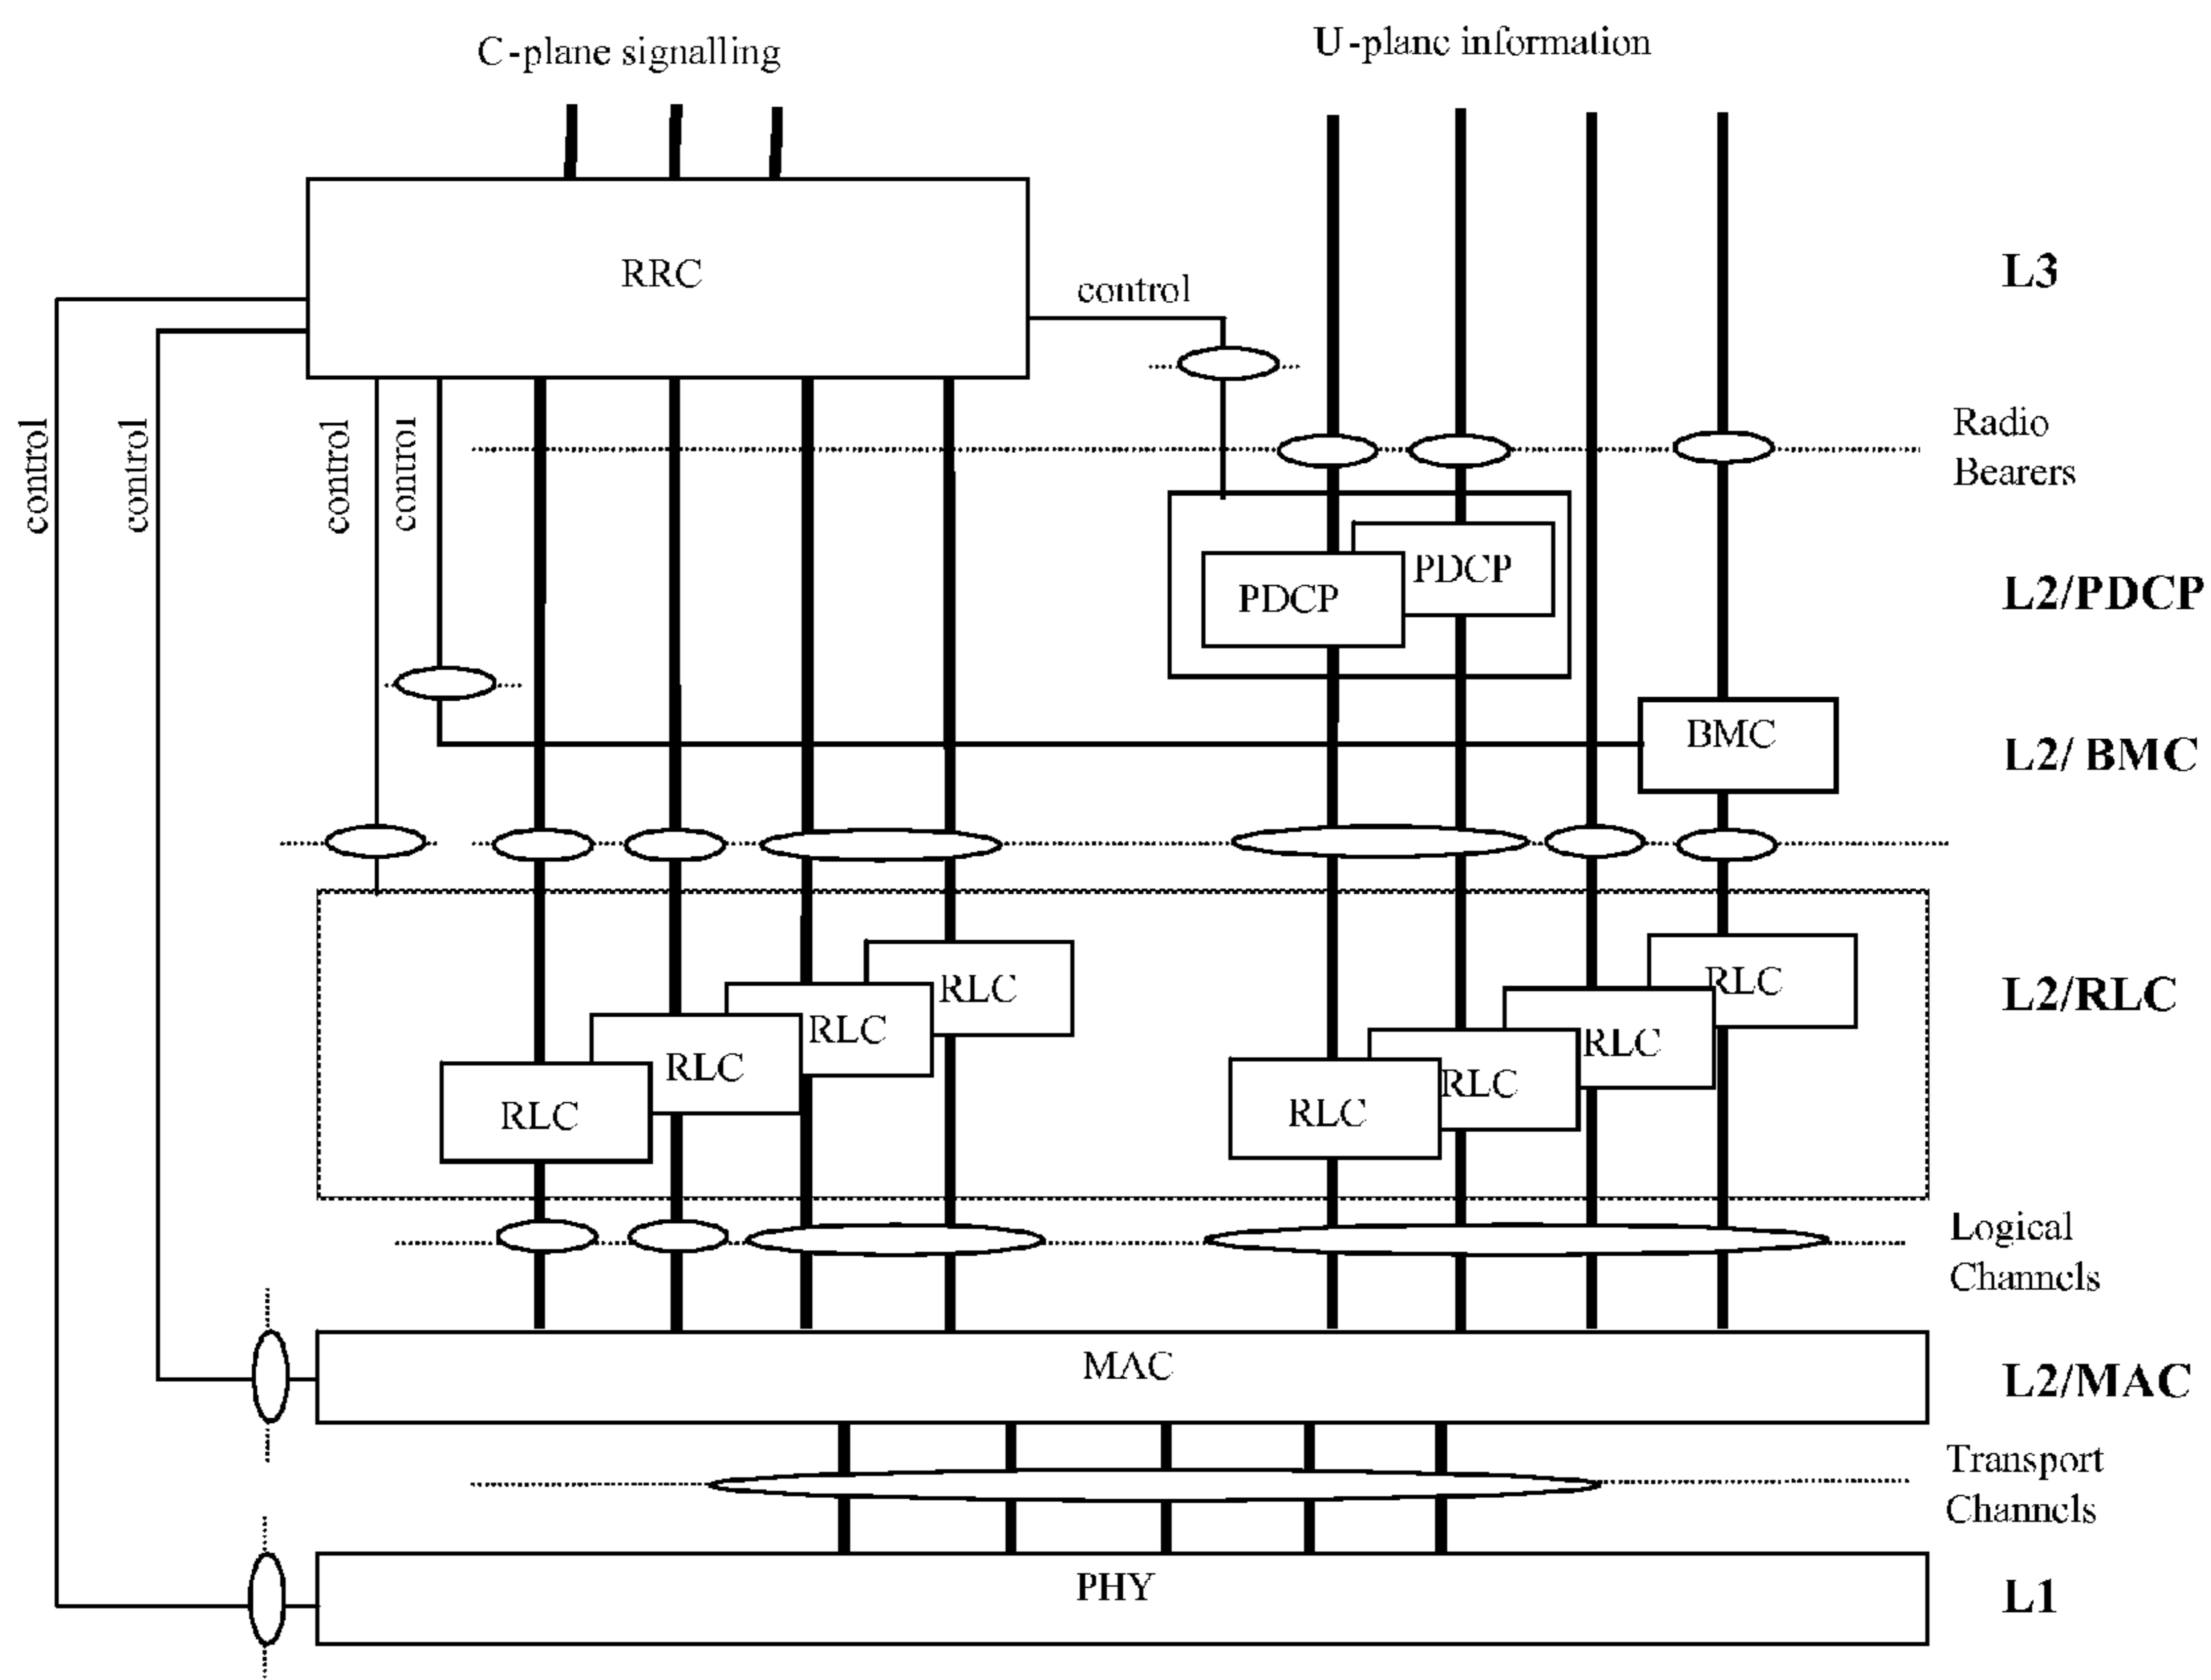 C-plane signalling
U-plane information
RRC
control
L3
control
control
control
control
Radio
Bearers
PDCP
PDCP
L2/PDCP
BMC
L2/ BMC
RLC
RLC
RLC
RLC
RLC
RLC
RLC
RLC
L2/RLC
Logical
Channels
MAC
L2/MAC
Transport
Channels
PHY
L1